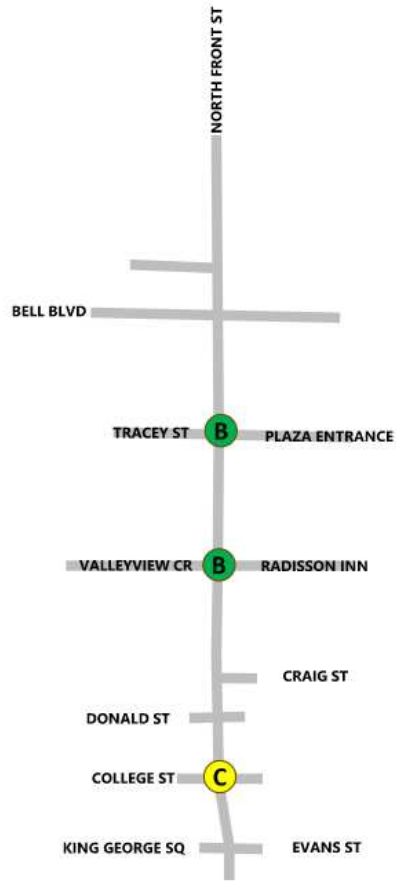 NORTH FRONT ST
BELL BLVD
TRACEY ST B PLAZA ENTRANCE
VALLEYVIEW CR B RADISSON INN
CRAIG ST
DONALD ST
COLLEGE ST C
KING GEORGE SQ EVANS ST